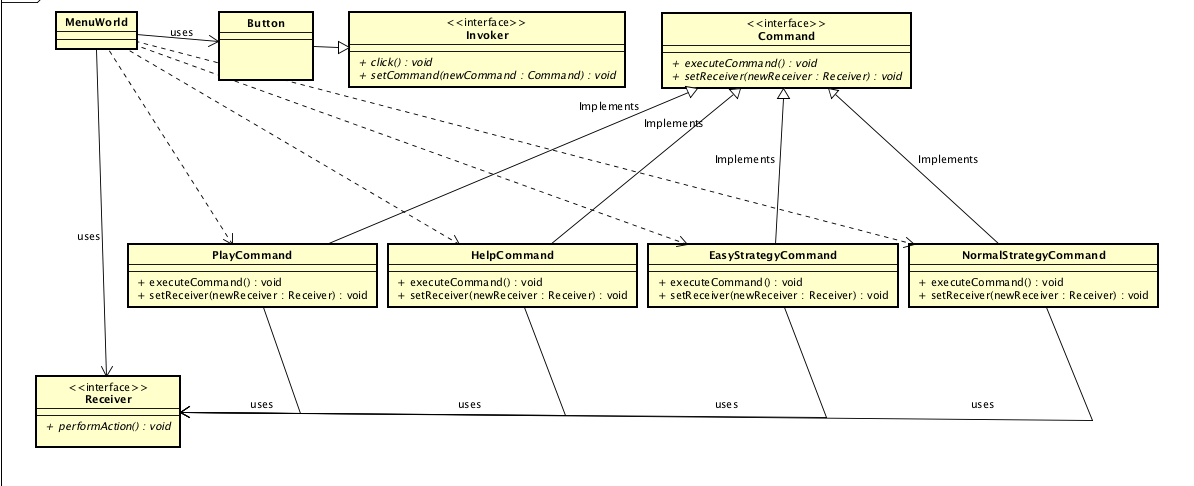 MenuWorld
uses
Button
<<interface>>
Invoker
+ click() : void
+ setCommand(newCommand : Command) : void
<<interface>>
Command
+ executeCommand() : void
+ setReceiver(newReceiver : Receiver) : void
Implements
Implements
Implements
Implements
uses
PlayCommand
+ executeCommand() : void
+ setReceiver(newReceiver : Receiver) : void
HelpCommand
+ executeCommand() : void
+ setReceiver(newReceiver : Receiver) : void
EasyStrategyCommand
+ executeCommand() : void
+ setReceiver(newReceiver : Receiver) : void
NormalStrategyCommand
+ executeCommand() : void
+ setReceiver(newReceiver : Receiver) : void
<<interface>>
Receiver
+ performAction() : void
uses
uses
uses
uses